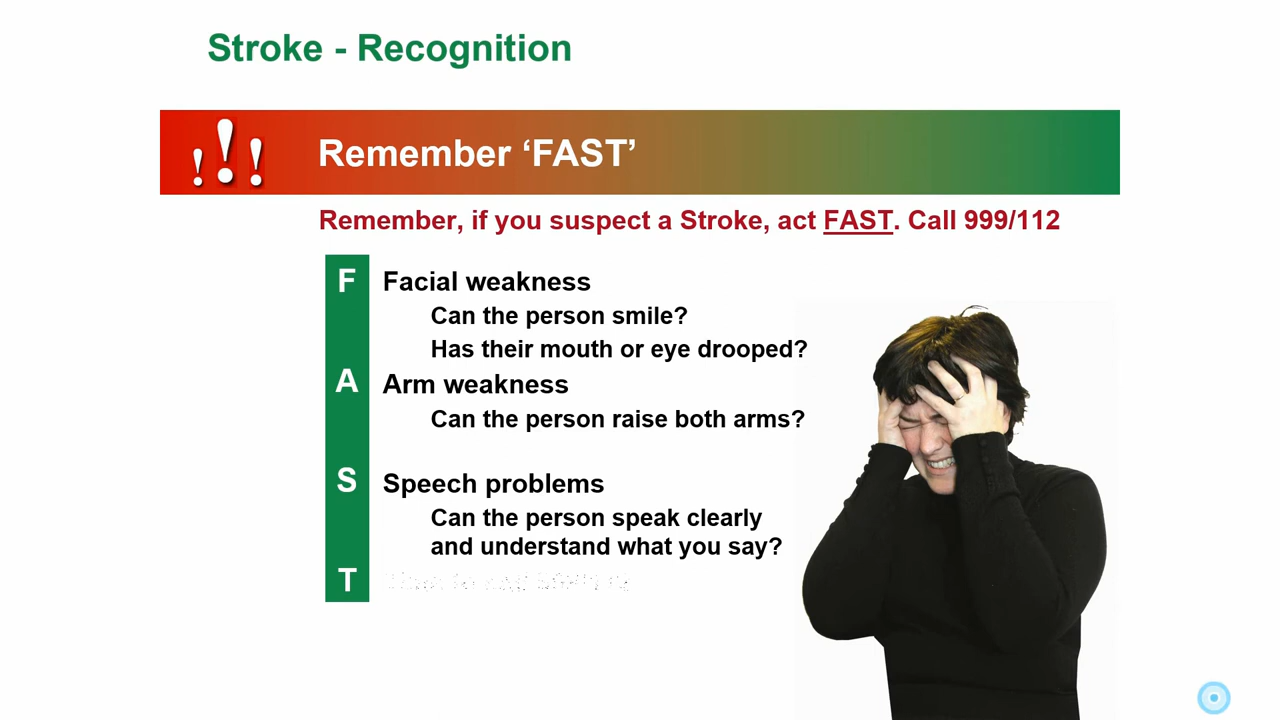 Stroke - Recognition
!!! Remember ‘FAST’
Remember, if you suspect a Stroke, act FAST. Call 999/112
F Facial weakness
Can the person smile?
Has their mouth or eye drooped?
A Arm weakness
Can the person raise both arms?
S Speech problems
Can the person speak clearly
and understand what you say?
T